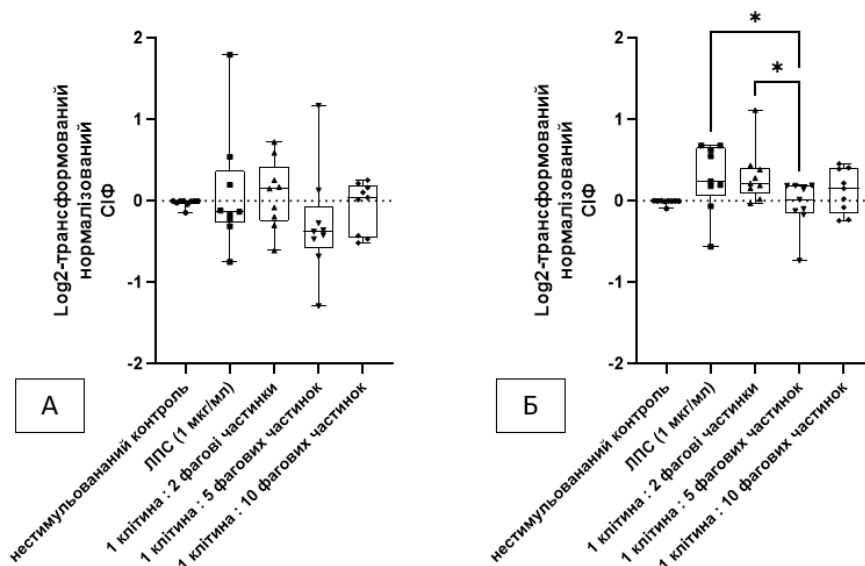 Log2-трансформований
нормалізований
СІФ
2
1
0
-1
-2
нестимульованаий контроль
ЛПС (1 мкг/мл)
1 клітина : 2 фагові частинки
1 клітина : 5 фагових частинок
1 клітина : 10 фагових частинок
А
Log2-трансформований
нормалізований
СІФ
2
1
0
-1
-2
*
*
нестимульованаий контроль
ЛПС (1 мкг/мл)
1 клітина : 2 фагові частинки
1 клітина : 5 фагових частинок
1 клітина : 10 фагових частинок
Б